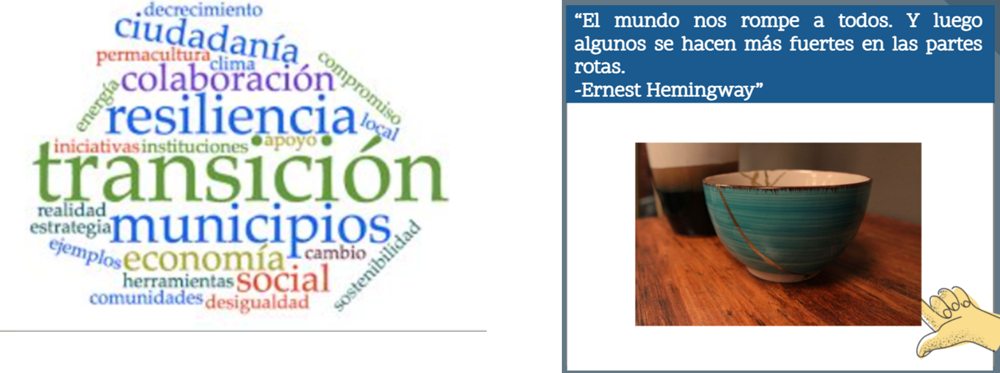 decrecimiento
ciudadanía
permacultura
clima
compromiso
colaboración
energía
resiliencia
local
iniciativas instituciones apoyo
transición
realidad
municipios
estrategia
ejemplos
economía
cambio
sostenibilidad
herramientas social
comunidades desigualdad
“El mundo nos rompe a todos. Y luego
algunos se hacen más fuertes en las partes
rotas.
-Ernest Hemingway”